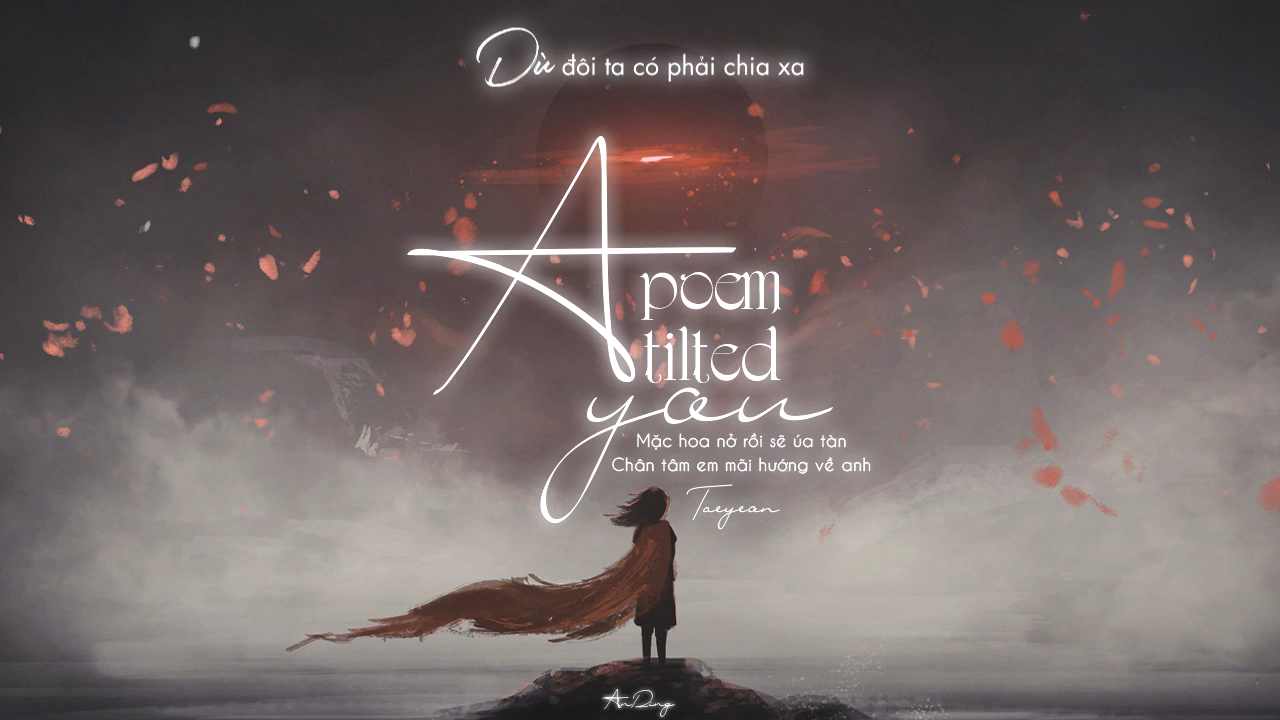 Dù đôi ta có phải chia xa
A poem
tilted
you
Mặc hoa nở rồi sẽ úa tàn
Chân tâm em mãi hướng về anh
Taeyeon
AnDing